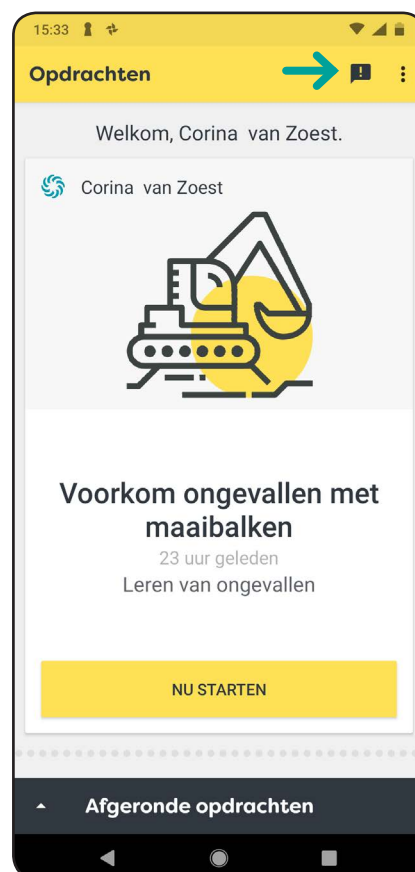 15:33
Opdrachten
Welkom, Corina van Zoest.
Corina van Zoest
Voorkom ongevallen met
maaibalken
23 uur geleden
Leren van ongevallen
NU STARTEN
Afgeronde opdrachten